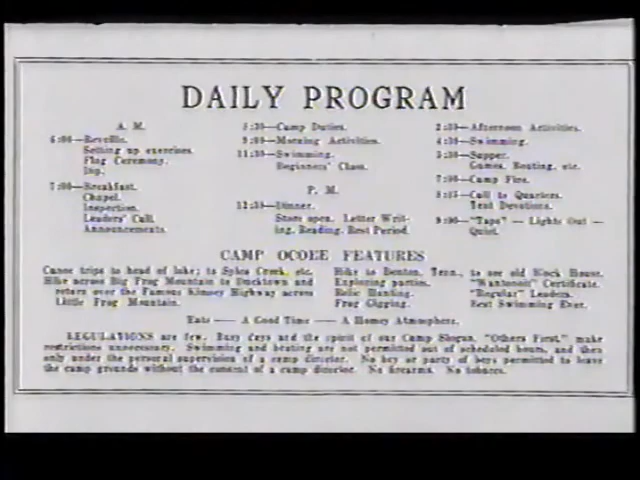 DAILY PROGRAM
A. M.
6:00—Reveille.
Setting up exercises.
Flag Ceremony.
Dip.
7:00—Breakfast.
Chapel.
Inspection.
Leaders' Call.
Announcements.
Camp Duties.
9:00—Morning Activities.
11:30—Swimming.
Beginners' Class.
P. M.
12:30—Dinner.
Store open. Letter Writ-
ing. Reading. Rest Period.
2:30—Afternoon Activities.
4:30—Swimming.
5:30—Supper.
Games, Boating, etc.
7:00—Camp Fire.
Call to Quarters.
Tent Devotions.
9:00—"Taps" — Lights Out —
Quiet.
CAMP OCOEE FEATURES
Canoe trips to head of lake; to Sylco Creek, etc.
Hike across Big Frog Mountain to Ducktown and
return over the Famous Kimsey Highway across
Little Frog Mountain.
Hike to Benton, Tenn., to see old Block House.
Exploring parties.
Relic Hunting.
Frog Gigging.
Certificate.
"Regular" Leaders.
Best Swimming Ever.
Eats — A Good Time — A Homey Atmosphere.
REGULATIONS are few. Busy days and the spirit of our Camp Slogan, "Others First," make
restrictions unnecessary. Swimming and boating are not permitted out of scheduled hours, and then
only under the personal supervision of a camp director. No boy or party of boys permitted to leave
the camp grounds without the consent of a camp director. No firearms. No tobacco.